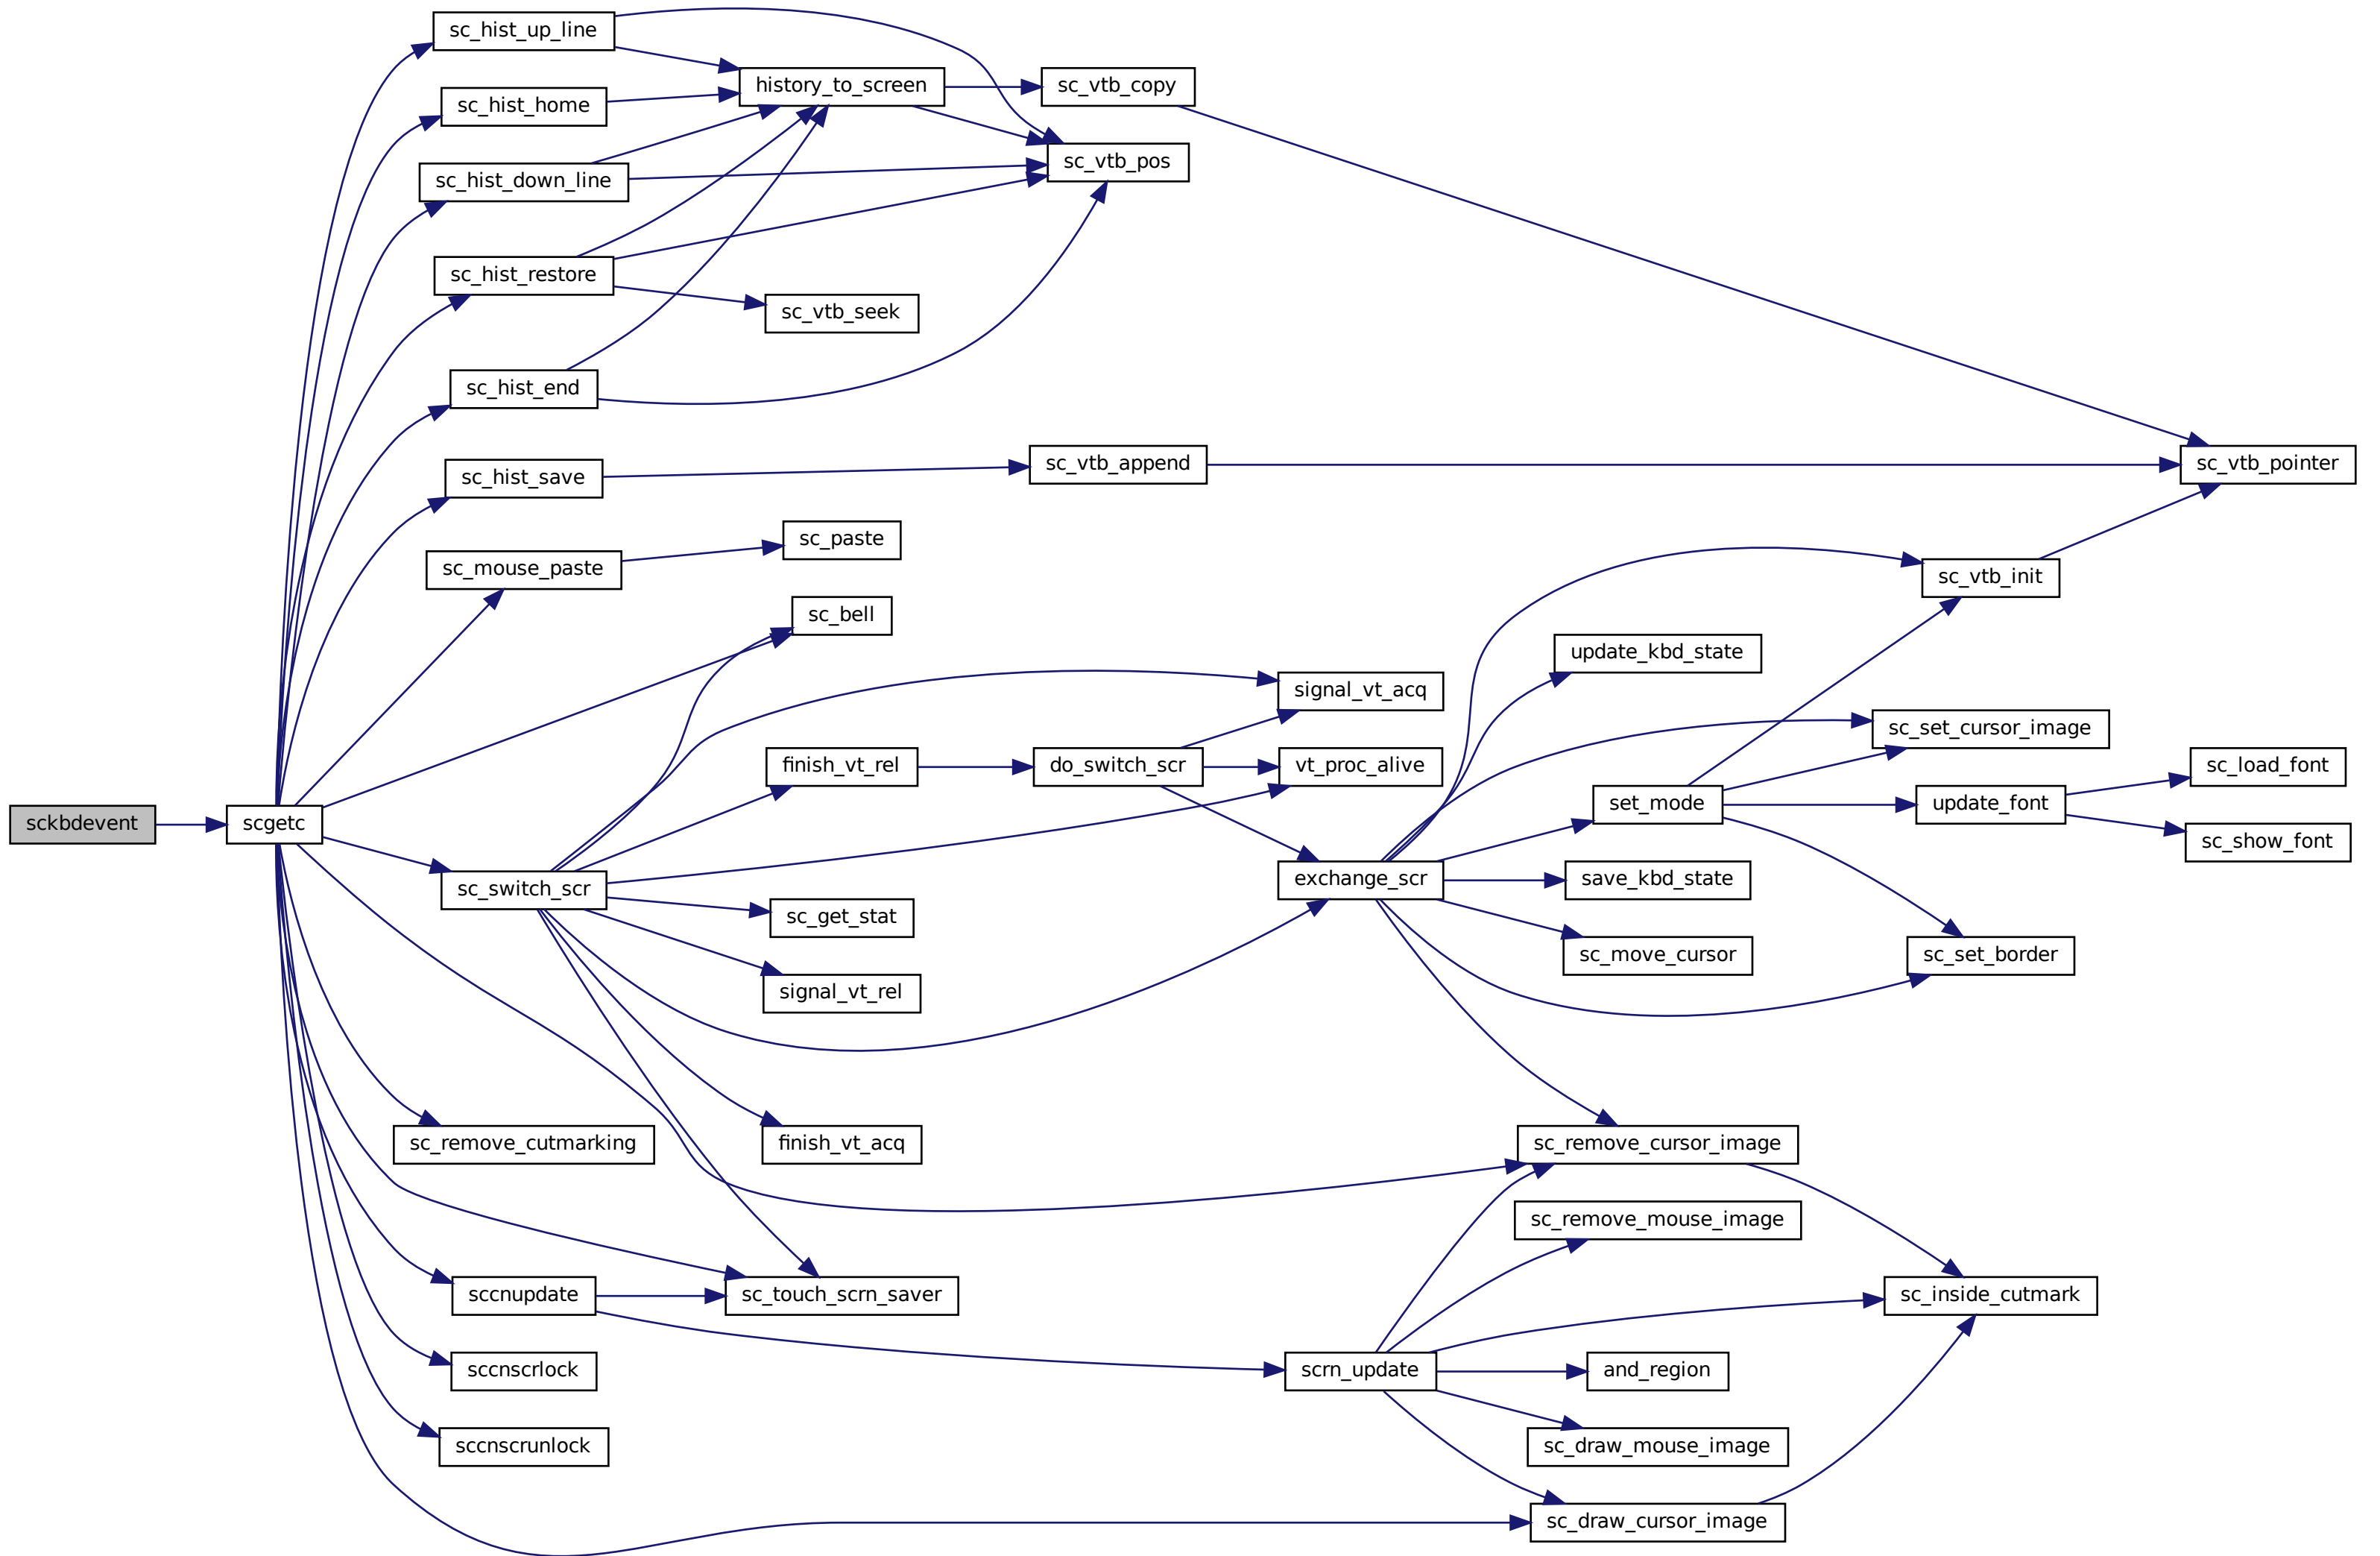 sc_hist_up_line
history_to_screen
sc_vtb_copy
sc_hist_home
sc_vtb_pos
sc_hist_down_line
sc_hist_restore
sc_vtb_seek
sc_hist_end
sc_vtb_append
sc_vtb_pointer
sc_hist_save
sc_paste
sc_mouse_paste
sc_vtb_init
sc_bell
update_kbd_state
signal_vt_acq
sc_set_cursor_image
finish_vt_rel
do_switch_scr
vt_proc_alive
sc_load_font
set_mode
update_font
sckbdevent
scgetc
sc_show_font
sc_switch_scr
exchange_scr
save_kbd_state
sc_get_stat
sc_move_cursor
sc_set_border
signal_vt_rel
sc_remove_cutmarking
finish_vt_acq
sc_remove_cursor_image
sc_remove_mouse_image
sccnupdate
sc_touch_scrn_saver
sc_inside_cutmark
sccnscrlock
scrn_update
and_region
sccnscrunlock
sc_draw_mouse_image
sc_draw_cursor_image